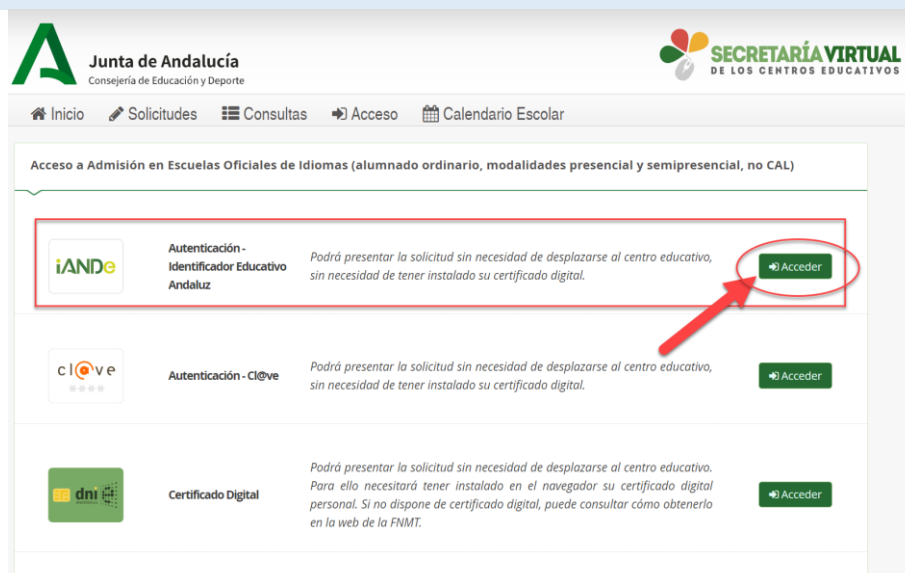 Junta de Andalucía
Consejería de Educación y Deporte
SECRETARÍA VIRTUAL
DE LOS CENTROS EDUCATIVOS
Inicio Solicitudes Consultas Acceso Calendario Escolar
Acceso a Admisión en Escuelas Oficiales de Idiomas (alumnado ordinario, modalidades presencial y semipresencial, no CAL)
iANDe
Autenticación -
Identificador Educativo
Andaluz
Podrá presentar la solicitud sin necesidad de desplazarse al centro educativo,
sin necesidad de tener instalado su certificado digital.
Acceder
cl@ve
Autenticación - Cl@ve
Podrá presentar la solicitud sin necesidad de desplazarse al centro educativo,
sin necesidad de tener instalado su certificado digital.
Acceder
dni e
Certificado Digital
Podrá presentar la solicitud sin necesidad de desplazarse al centro educativo.
Para ello necesitará tener instalado en el navegador su certificado digital
personal. Si no dispone de certificado digital, puede consultar cómo obtenerlo
en la web de la FNMT.
Acceder